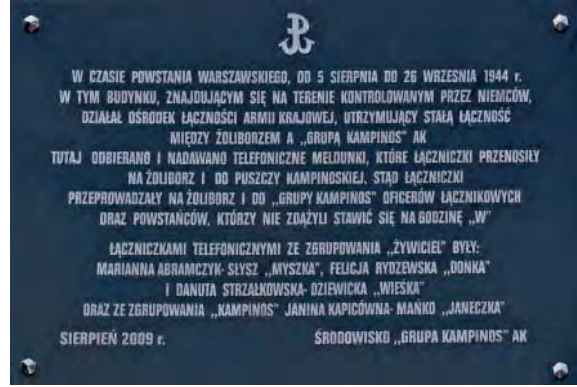 W CZASIE POWSTANIA WARSZAWSKIEGO, OD 5 SIERPNIA DO 26 WRZEŚNIA 1944 r.
W TYM BUDYNKU, ZNAJDUJĄCYM SIĘ NA TERENIE KONTROLOWANYM PRZEZ NIEMCÓW,
DZIAŁAŁ OŚRODEK ŁĄCZNOŚCI ARMII KRAJOWEJ, UTRZYMUJĄCY STAŁĄ ŁĄCZNOŚĆ
MIĘDZY ŻOLIBORZEM A „GRUPĄ KAMPINOS" AK
TUTAJ ODBIERANO I NADAWANO TELEFONICZNE MELDUNKI, KTÓRE ŁĄCZNICZKI PRZENOSIŁY
NA ŻOLIBORZ I DO PUSZCZY KAMPINOSKIEJ. STĄD ŁĄCZNICZKI
PRZEPROWADZAŁY NA ŻOLIBORZ I DO „GRUPY KAMPINOS" OFICERÓW ŁĄCZNIKOWYCH
ORAZ POWSTAŃCÓW, KTÓRZY NIE ZDĄŻYLI STAWIĆ SIĘ NA GODZINĘ „W"
ŁĄCZNICZKAMI TELEFONICZNYMI ZE ZGRUPOWANIA „ŻYWICIEL" BYŁY:
MARIANNA ABRAMCZYK- SŁYSZ „MYSZKA", FELICJA RYDZEWSKA „DONKA"
I DANUTA STRZAŁKOWSKA- DZIEWICKA „WIEŚKA"
ORAZ ZE ZGRUPOWANIA „KAMPINOS" JANINA KAPICÓWNA- MAŃKO „JANECZKA"
SIERPIEŃ 2009 r. ŚRODOWISKO „GRUPA KAMPINOS" AK